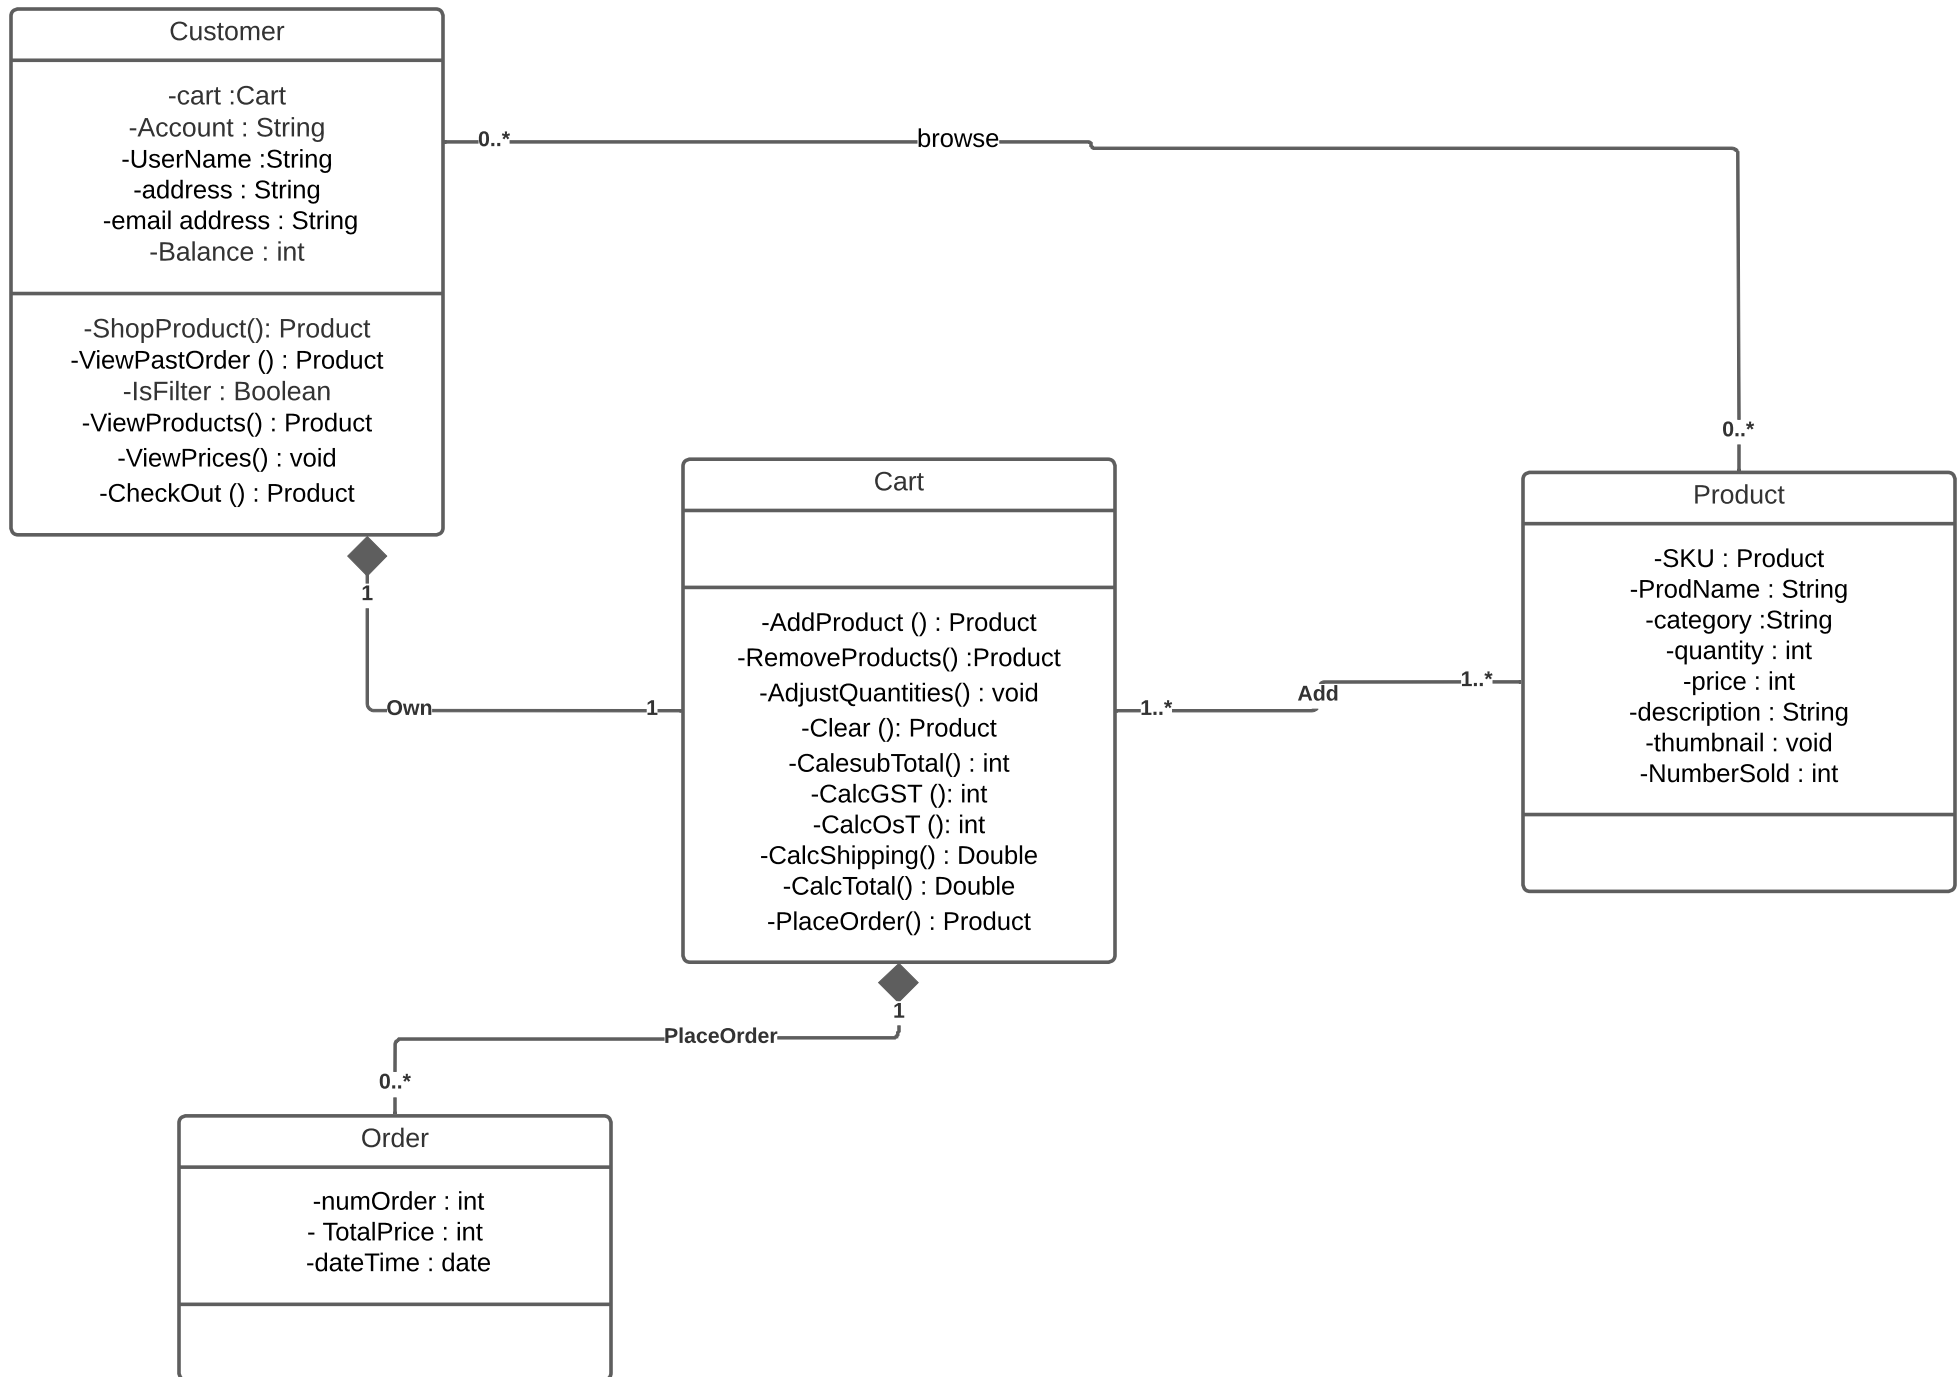 Customer
-cart :Cart
-Account : String
-UserName :String
-address : String
-email address : String
-Balance : int
-ShopProduct(): Product
-ViewPastOrder () : Product
-IsFilter : Boolean
-ViewProducts() : Product
-ViewPrices() : void
-CheckOut () : Product
0..*
browse
0..*
1
Own
1
Cart
-AddProduct () : Product
-RemoveProducts() :Product
-AdjustQuantities() : void
-Clear (): Product
-CalesubTotal() : int
-CalcGST (): int
-CalcOsT (): int
-CalcShipping() : Double
-CalcTotal() : Double
-PlaceOrder() : Product
1..*
Add
1..*
Product
-SKU : Product
-ProdName : String
-category :String
-quantity : int
-price : int
-description : String
-thumbnail : void
-NumberSold : int
1
PlaceOrder
0..*
Order
-numOrder : int
- TotalPrice : int
-dateTime : date